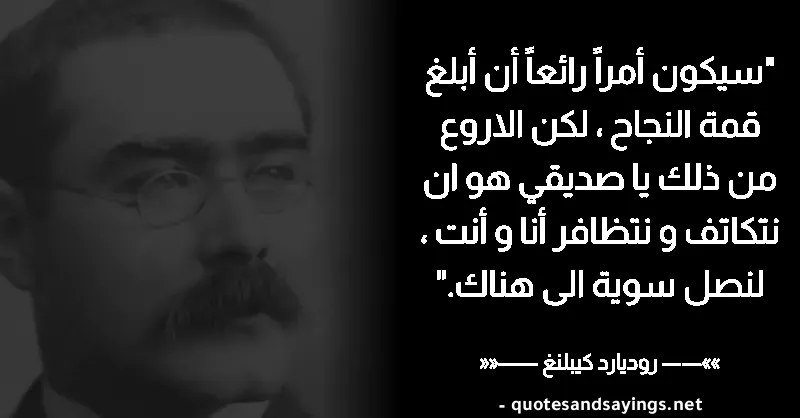 "سيكون أمراً رائعاً أن أبلغ
قمة النجاح ، لكن الاروع
من ذلك يا صديقي هو ان
نتكاتف و نتظافر أنا و أنت ،
لنصل سوية الى هناك."
»»—— روديارد كيبلنغ ——««
- quotesandsayings.net